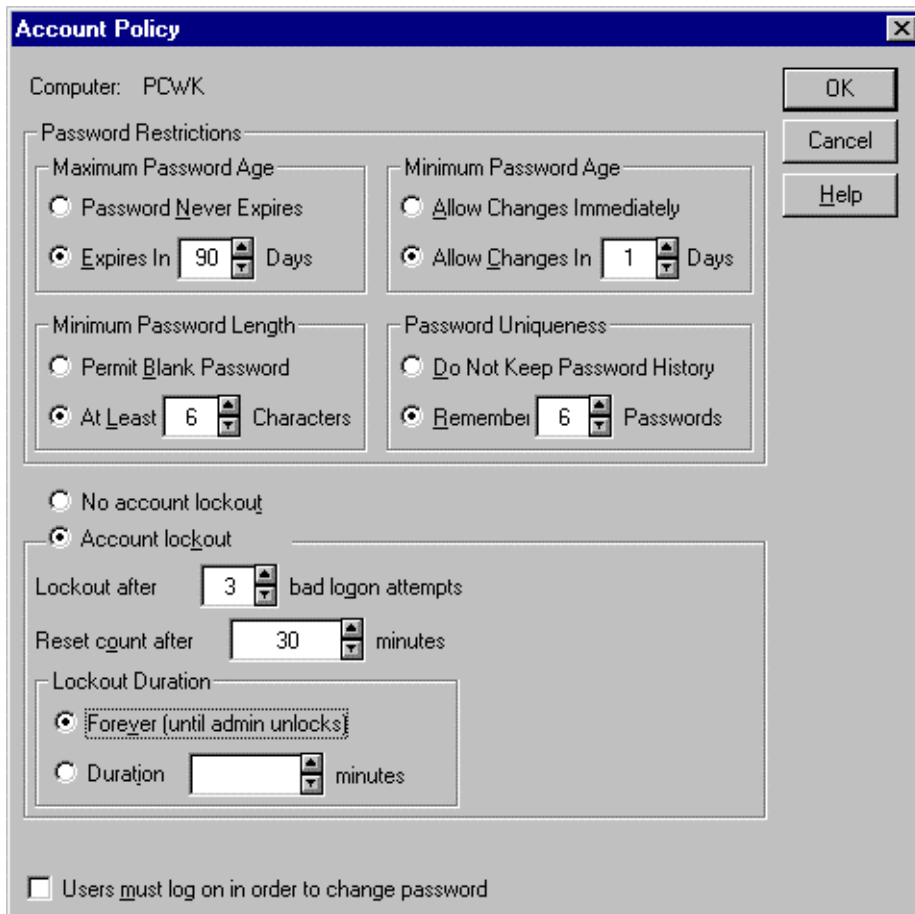 Account Policy
Computer: PCWK
OK
Cancel
Help
Password Restrictions
Maximum Password Age
Password Never Expires
Expires In 90 Days
Minimum Password Age
Allow Changes Immediately
Allow Changes In 1 Days
Minimum Password Length
Permit Blank Password
At Least 6 Characters
Password Uniqueness
Do Not Keep Password History
Remember 6 Passwords
No account lockout
Account lockout
Lockout after 3 bad logon attempts
Reset count after 30 minutes
Lockout Duration
Forever (until admin unlocks)
Duration minutes
Users must log on in order to change password